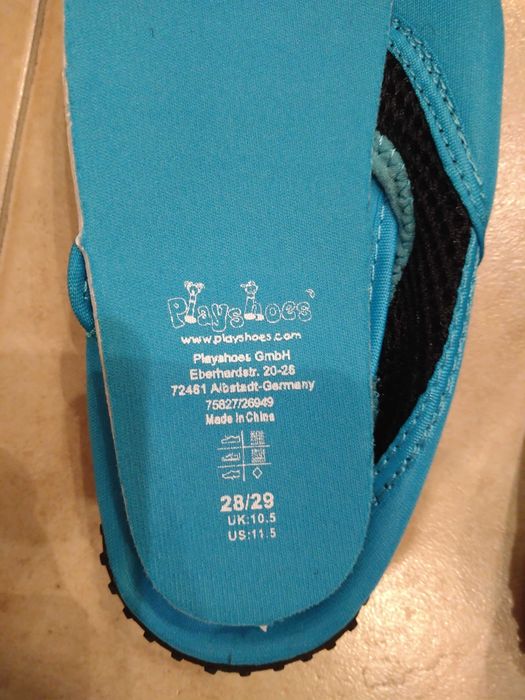 Playshoes
www.playshoes.com
Playshoes GmbH
Eberhardstr. 20-26
72461 Albstadt-Germany
75827/26949
Made in China
28/29
UK:10.5
US:11.5